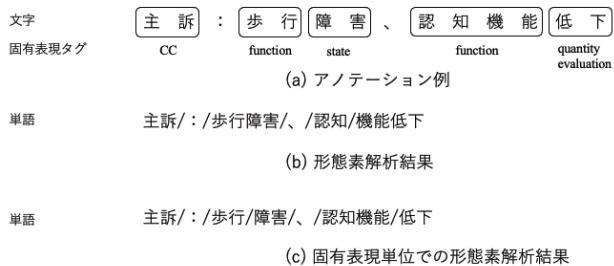 文字 主 訴 ： 歩 行 障 害 、 認 知 機 能 低 下
固有表現タグ CC function state function quantity evaluation
(a) アノテーション例
単語 主訴/：/歩行障害/、/認知/機能低下
(b) 形態素解析結果
単語 主訴/：/歩行/障害/、/認知機能/低下
(c) 固有表現単位での形態素解析結果